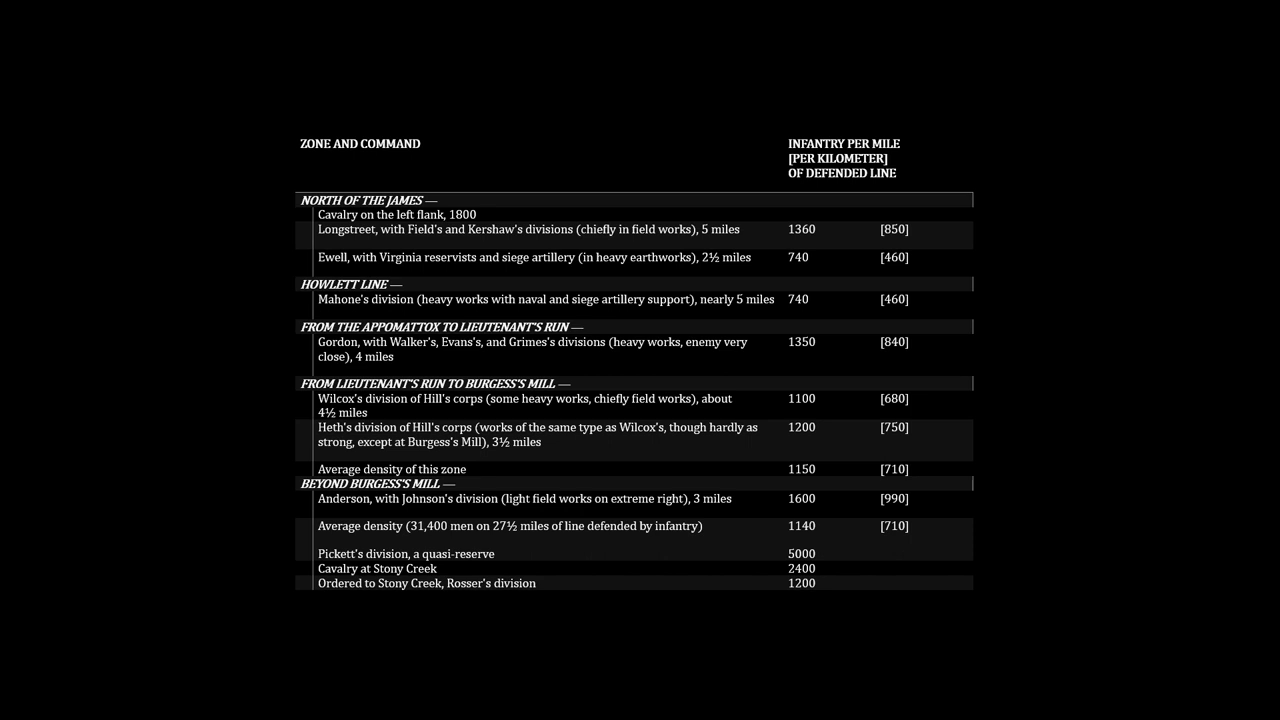 ZONE AND COMMAND
INFANTRY PER MILE
[PER KILOMETER]
OF DEFENDED LINE
NORTH OF THE JAMES —
Cavalry on the left flank, 1800
Longstreet, with Field's and Kershaw's divisions (chiefly in field works), 5 miles 1360 [850]
Ewell, with Virginia reservists and siege artillery (in heavy earthworks), 2½ miles 740 [460]
HOWLETT LINE —
Mahone's division (heavy works with naval and siege artillery support), nearly 5 miles 740 [460]
FROM THE APPOMATTOX TO LIEUTENANT'S RUN —
Gordon, with Walker's, Evans's, and Grimes's divisions (heavy works, enemy very 1350 [840]
close), 4 miles
FROM LIEUTENANT'S RUN TO BURGESS'S MILL —
Wilcox's division of Hill's corps (some heavy works, chiefly field works), about 1100 [680]
4½ miles
Heth's division of Hill's corps (works of the same type as Wilcox's, though hardly as 1200 [750]
strong, except at Burgess's Mill), 3½ miles
Average density of this zone 1150 [710]
BEYOND BURGESS'S MILL —
Anderson, with Johnson's division (light field works on extreme right), 3 miles 1600 [990]
Average density (31,400 men on 27½ miles of line defended by infantry) 1140 [710]
Pickett's division, a quasi-reserve 5000
Cavalry at Stony Creek 2400
Ordered to Stony Creek, Rosser's division 1200